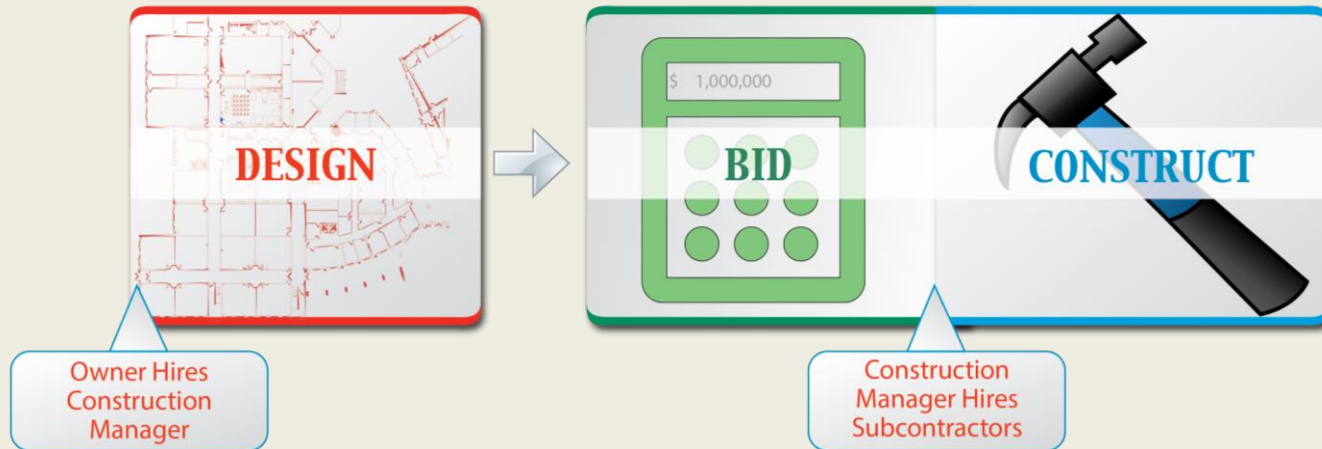 $ 1,000,000
DESIGN
BID
CONSTRUCT
Owner Hires
Construction
Manager
Construction
Manager Hires
Subcontractors